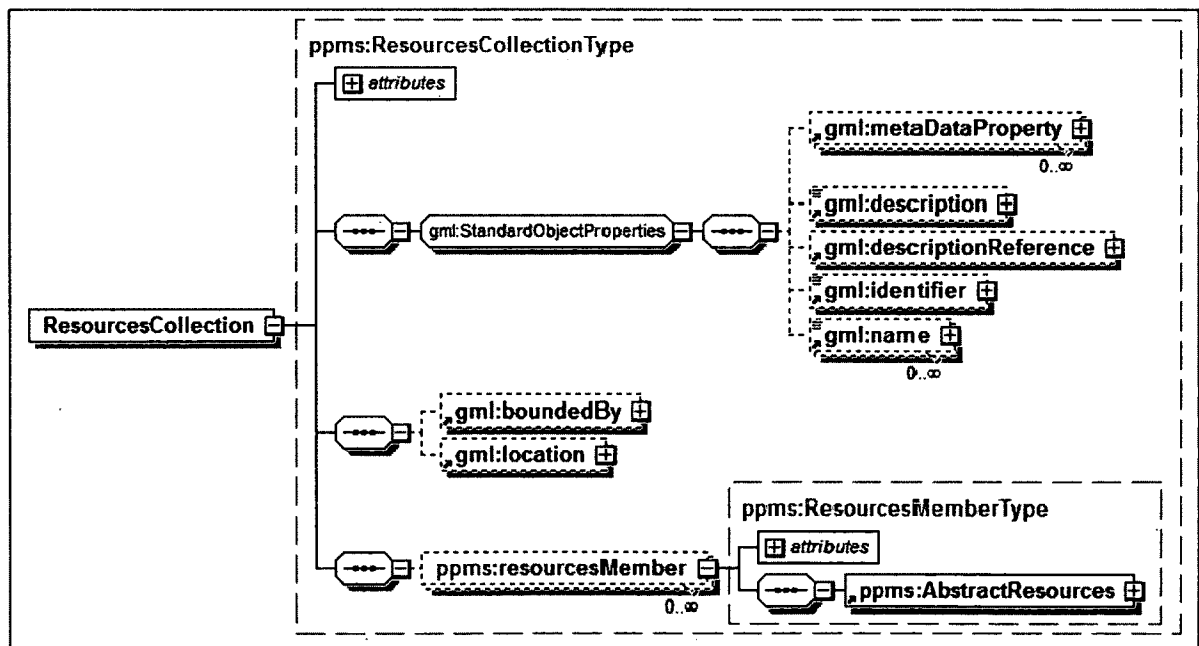 ppms:ResourcesCollectionType
attributes
gml:metaDataProperty
0..∞
gml:description
gml:StandardObjectProperties
gml:descriptionReference
gml:identifier
ResourcesCollection
gml:name
0..∞
gml:boundedBy
gml:location
ppms:ResourcesMemberType
attributes
ppms:resourcesMember
0..∞
ppms:AbstractResources